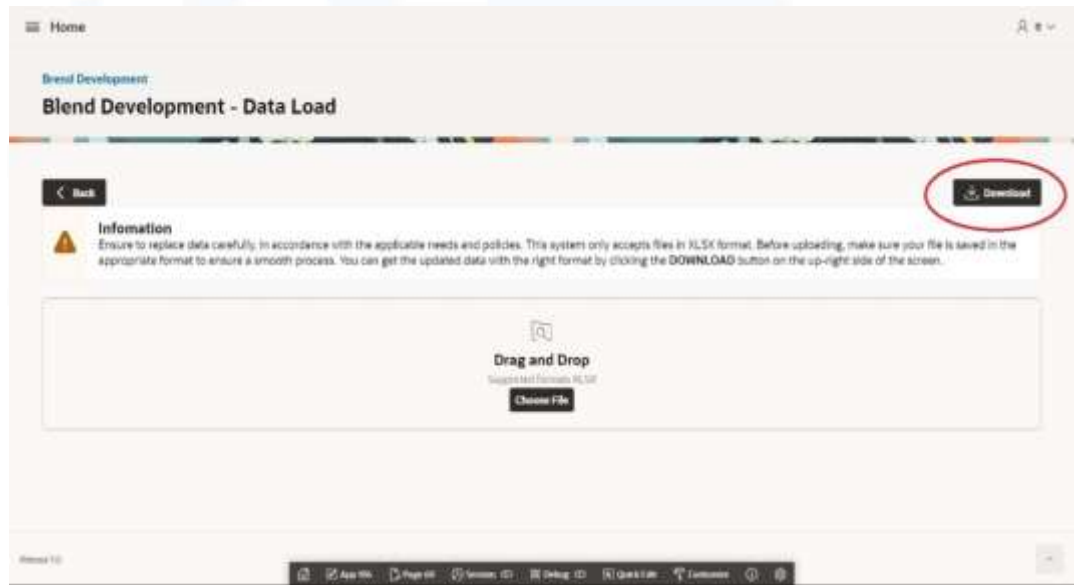 Home
e
Brend Development
Blend Development - Data Load
Back
Download
Infomation
Ensure to replace data carefully, in accordance with the applicable needs and policies. This system only accepts files in XLSX format. Before uploading, make sure your file is saved in the
appropriate format to ensure a smooth process. You can get the updated data with the right format by clicking the DOWNLOAD button on the up-right side of the screen.
Drag and Drop
Supported Formats XLSX
Choose File
Release 1.0
App Page Session Debug Quick Edit Customize